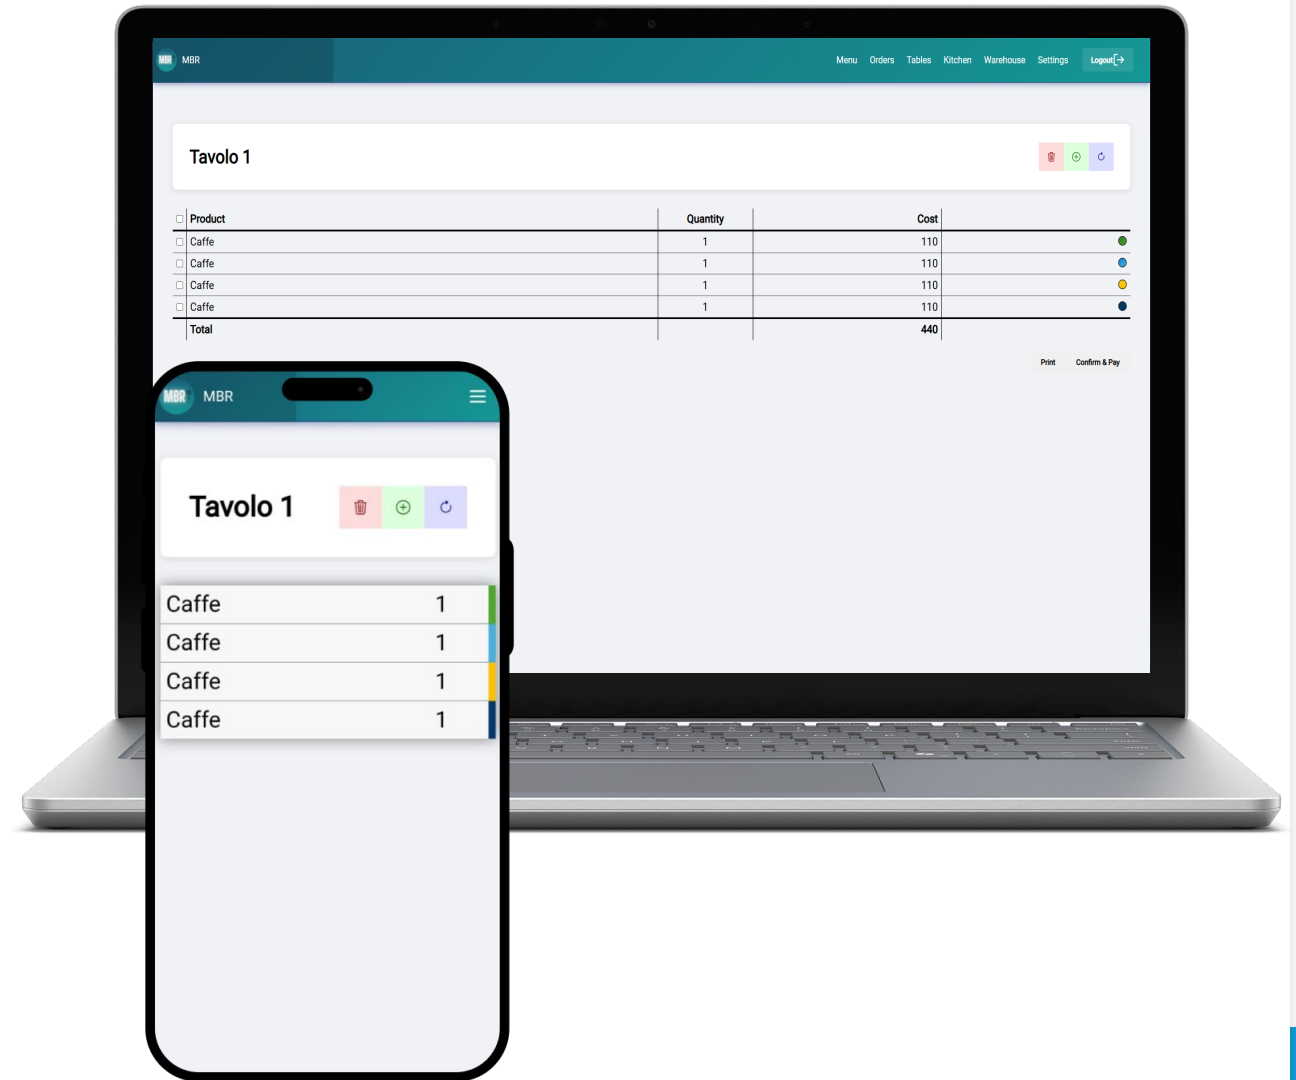 MBR MBR Menu Orders Tables Kitchen Warehouse Settings Logout
Tavolo 1
Product Quantity Cost
Caffe 1 110
Caffe 1 110
Caffe 1 110
Caffe 1 110
Total 440
Print Confirm & Pay
MBR MBR
Tavolo 1
Caffe 1
Caffe 1
Caffe 1
Caffe 1